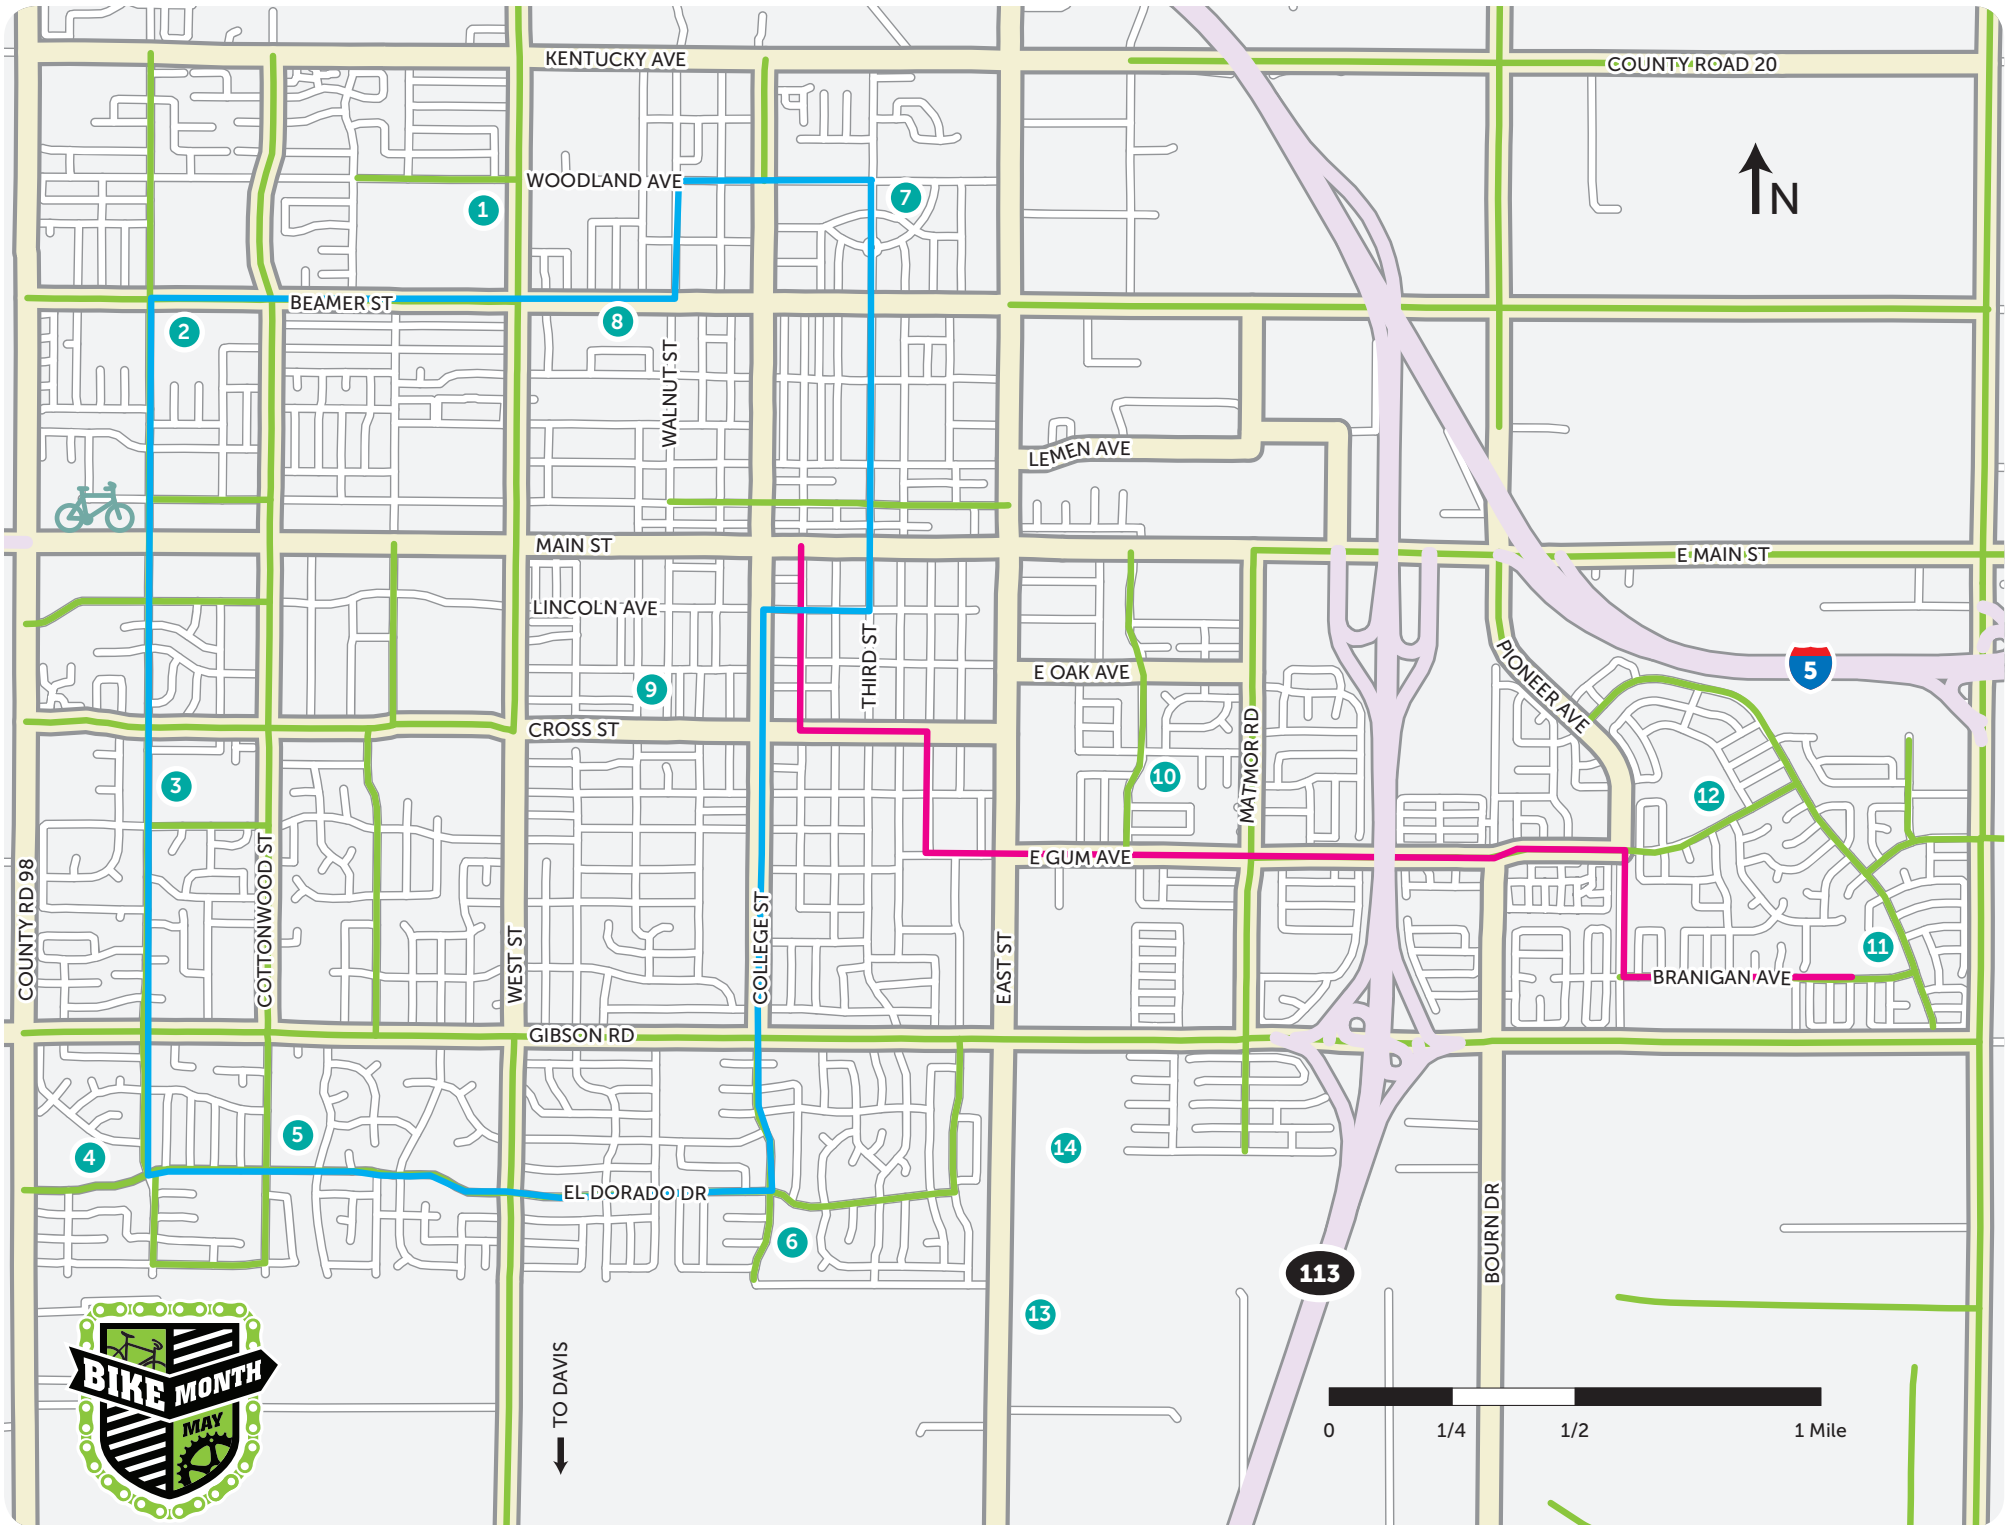 KENTUCKY AVE
COUNTY ROAD 20
WOODLAND AVE
1
7
N
BEAMER ST
2
8
WALNUT ST
LEMEN AVE
MAIN ST
E MAIN ST
LINCOLN AVE
THIRD ST
E OAK AVE
PIONEER AVE
5
9
CROSS ST
MATMOR RD
10
3
12
COUNTY RD 98
COTTONWOOD ST
E GUM AVE
WEST ST
COLLEGE ST
EAST ST
11
BRANIGAN AVE
GIBSON RD
5
4
14
EL DORADO DR
BOURN DR
6
113
13
BIKE MONTH
MAY
TO DAVIS
0 1/4 1/2 1 Mile